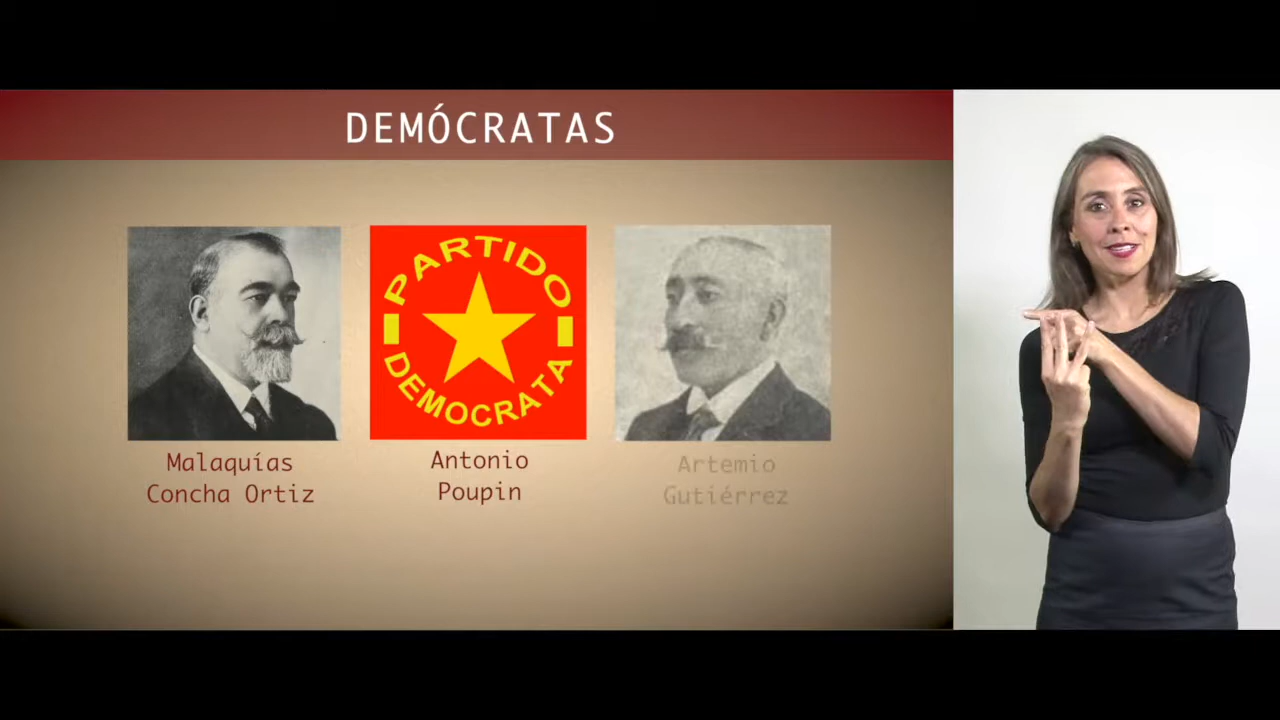 DEMÓCRATAS
PARTIDO
DEMOCRATA
Malaquías
Concha Ortiz
Antonio
Poupin
Artemio
Gutiérrez